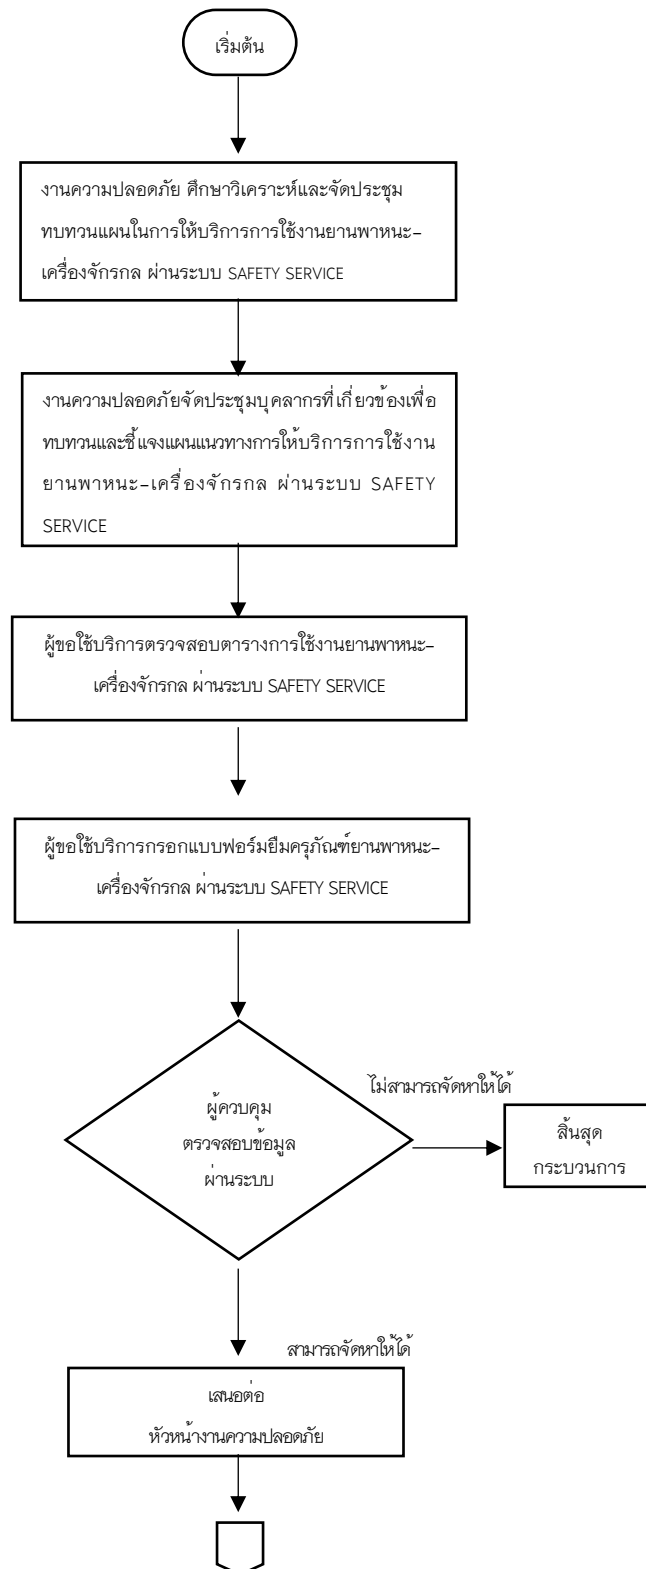 เริ่มต้น
งานความปลอดภัย ศึกษาวิเคราะห์และจัดประชุม
ทบทวนแผนในการให้บริการการใช้งานยานพาหนะ-
เครื่องจักรกล ผ่านระบบ SAFETY SERVICE
งานความปลอดภัยจัดประชุมบุคลากรที่เกี่ยวข้องเพื่อ
ทบทวนและชี้แจงแผนแนวทางการให้บริการการใช้งาน
ยานพาหนะ-เครื่องจักรกล ผ่านระบบ SAFETY
SERVICE
ผู้ขอใช้บริการตรวจสอบตารางการใช้งานยานพาหนะ-
เครื่องจักรกล ผ่านระบบ SAFETY SERVICE
ผู้ขอใช้บริการกรอกแบบฟอร์มยืมครุภัณฑ์ยานพาหนะ-
เครื่องจักรกล ผ่านระบบ SAFETY SERVICE
ผู้ควบคุม
ตรวจสอบข้อมูล
ผ่านระบบ
ไม่สามารถจัดหาให้ได้
สิ้นสุด
กระบวนการ
สามารถจัดหาให้ได้
เสนอต่อ
หัวหน้างานความปลอดภัย